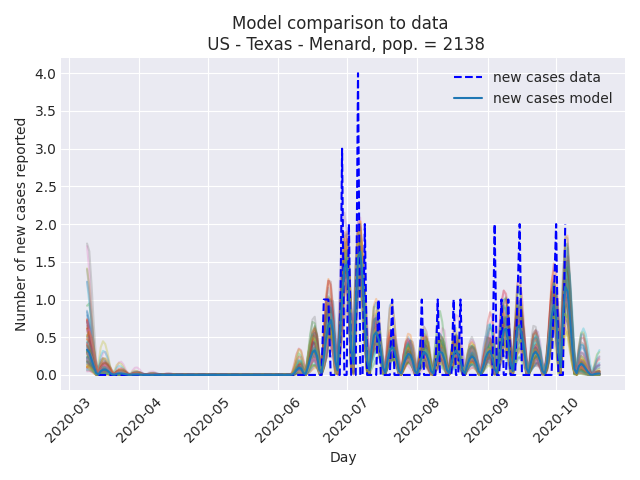 Model comparison to data
US - Texas - Menard, pop. = 2138
new cases data
new cases model
Number of new cases reported
4.0
3.5
3.0
2.5
2.0
1.5
1.0
0.5
0.0
2020-03
2020-04
2020-05
2020-06
2020-07
2020-08
2020-09
2020-10
Day